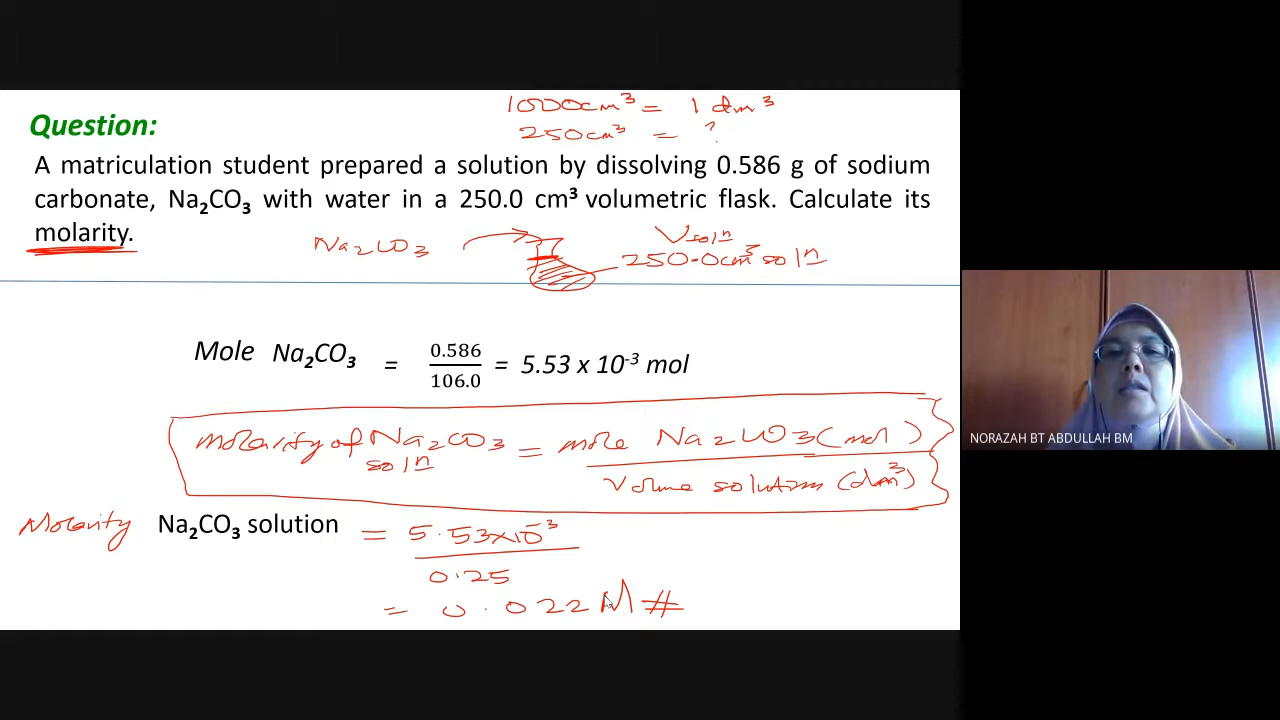 1000cm³ = 1 dm³
250cm³ = ?
Question:
A matriculation student prepared a solution by dissolving 0.586 g of sodium
carbonate, Na₂CO₃ with water in a 250.0 cm³ volumetric flask. Calculate its
molarity.
Na₂CO₃
Vsoln
250.0cm³ soln
Mole Na₂CO₃ = 0.586/106.0 = 5.53 x 10⁻³ mol
molarity of Na₂CO₃ soln = mole Na₂CO₃ (mol) / Volume solution (dm³)
NORAZAH BT ABDULLAH BM
Molarity Na₂CO₃ solution = 5.53x10⁻³ / 0.25
= 0.022 M #